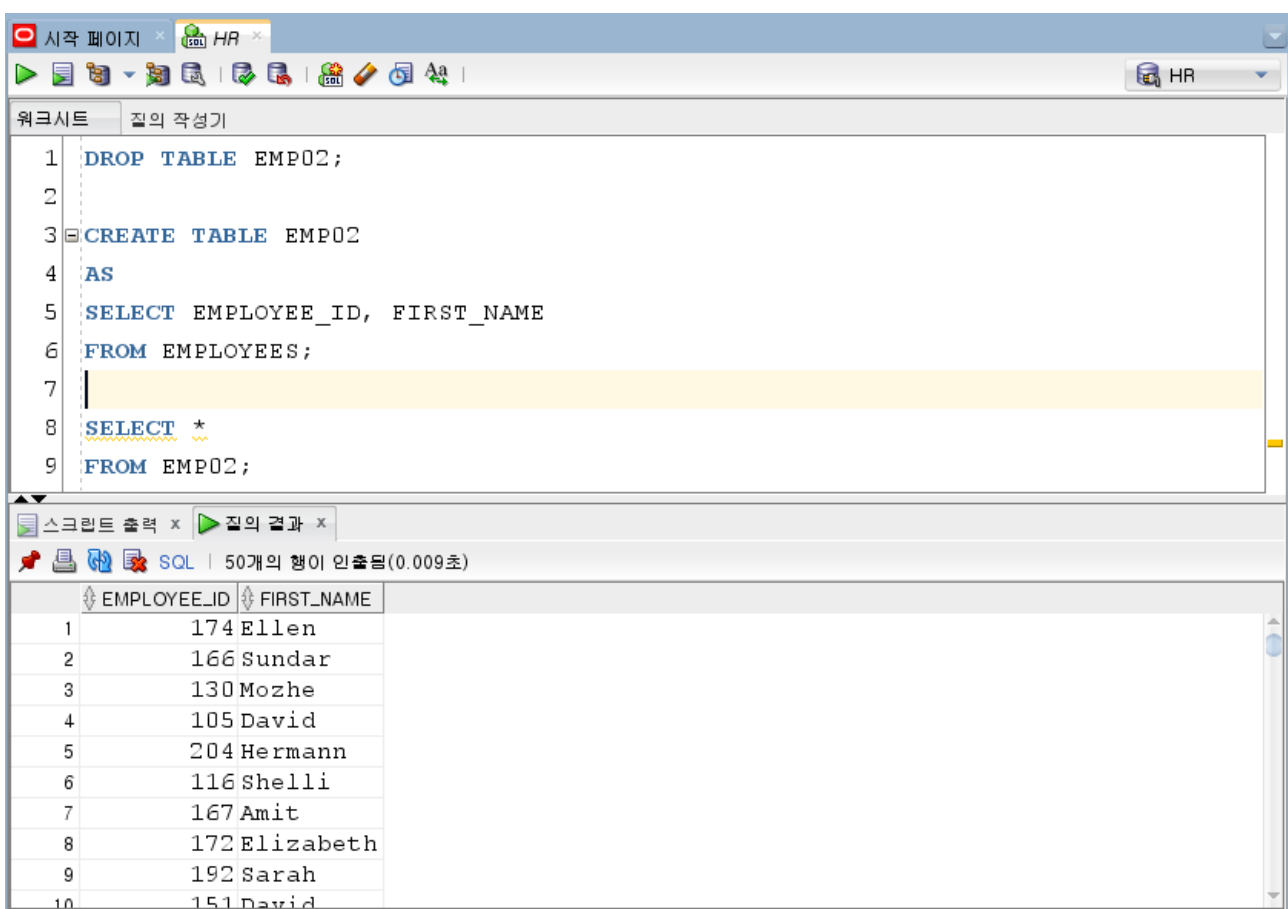 시작 페이지 HR
HR
워크시트 질의 작성기
1 DROP TABLE EMP02;
2
3 CREATE TABLE EMP02
4 AS
5 SELECT EMPLOYEE_ID, FIRST_NAME
6 FROM EMPLOYEES;
7
8 SELECT *
9 FROM EMP02;
스크립트 출력 x 질의 결과 x
SQL | 50개의 행이 인출됨(0.009초)
EMPLOYEE_ID FIRST_NAME
1 174 Ellen
2 166 Sundar
3 130 Mozhe
4 105 David
5 204 Hermann
6 116 Shelli
7 167 Amit
8 172 Elizabeth
9 192 Sarah
10 151 David